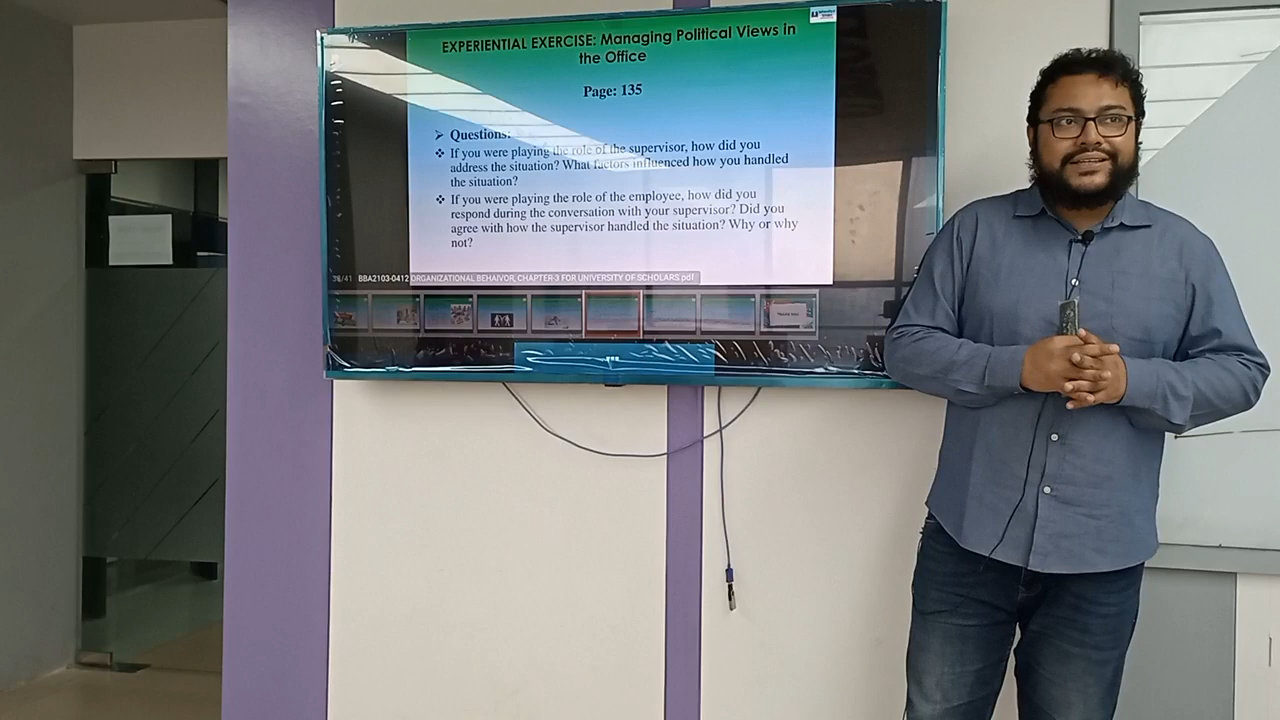 EXPERIENTIAL EXERCISE: Managing Political Views in
the Office
Page: 135
➢ Questions:
❖ If you were playing the role of the supervisor, how did you
address the situation? What factors influenced how you handled
the situation?
❖ If you were playing the role of the employee, how did you
respond during the conversation with your supervisor? Did you
agree with how the supervisor handled the situation? Why or why
not?
38/41 BBA2103-0412 ORGANIZATIONAL BEHAIVOR, CHAPTER-3 FOR UNIVERSITY OF SCHOLARS.pdf